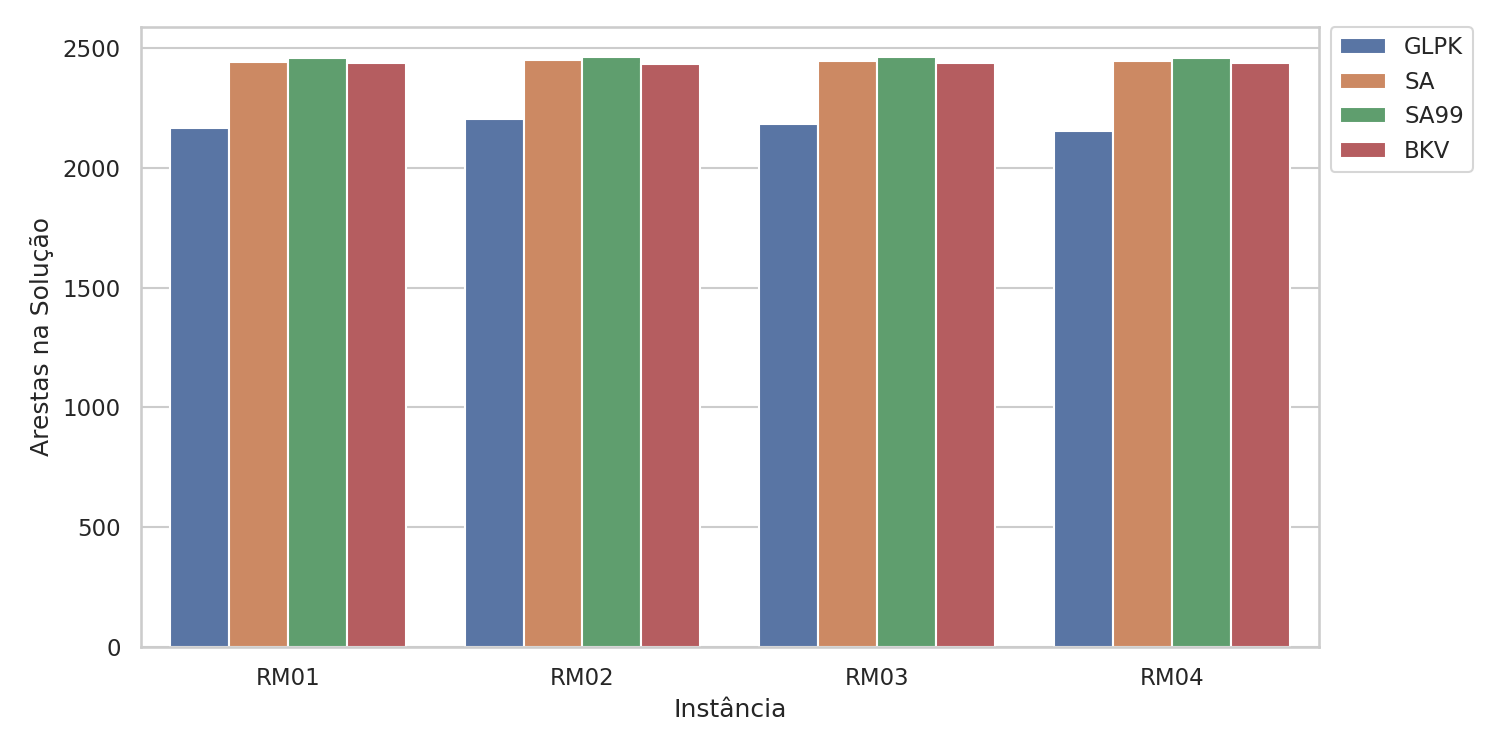 2500
2000
1500
1000
500
0
Arestas na Solução
RM01
RM02
RM03
RM04
Instância
GLPK
SA
SA99
BKV